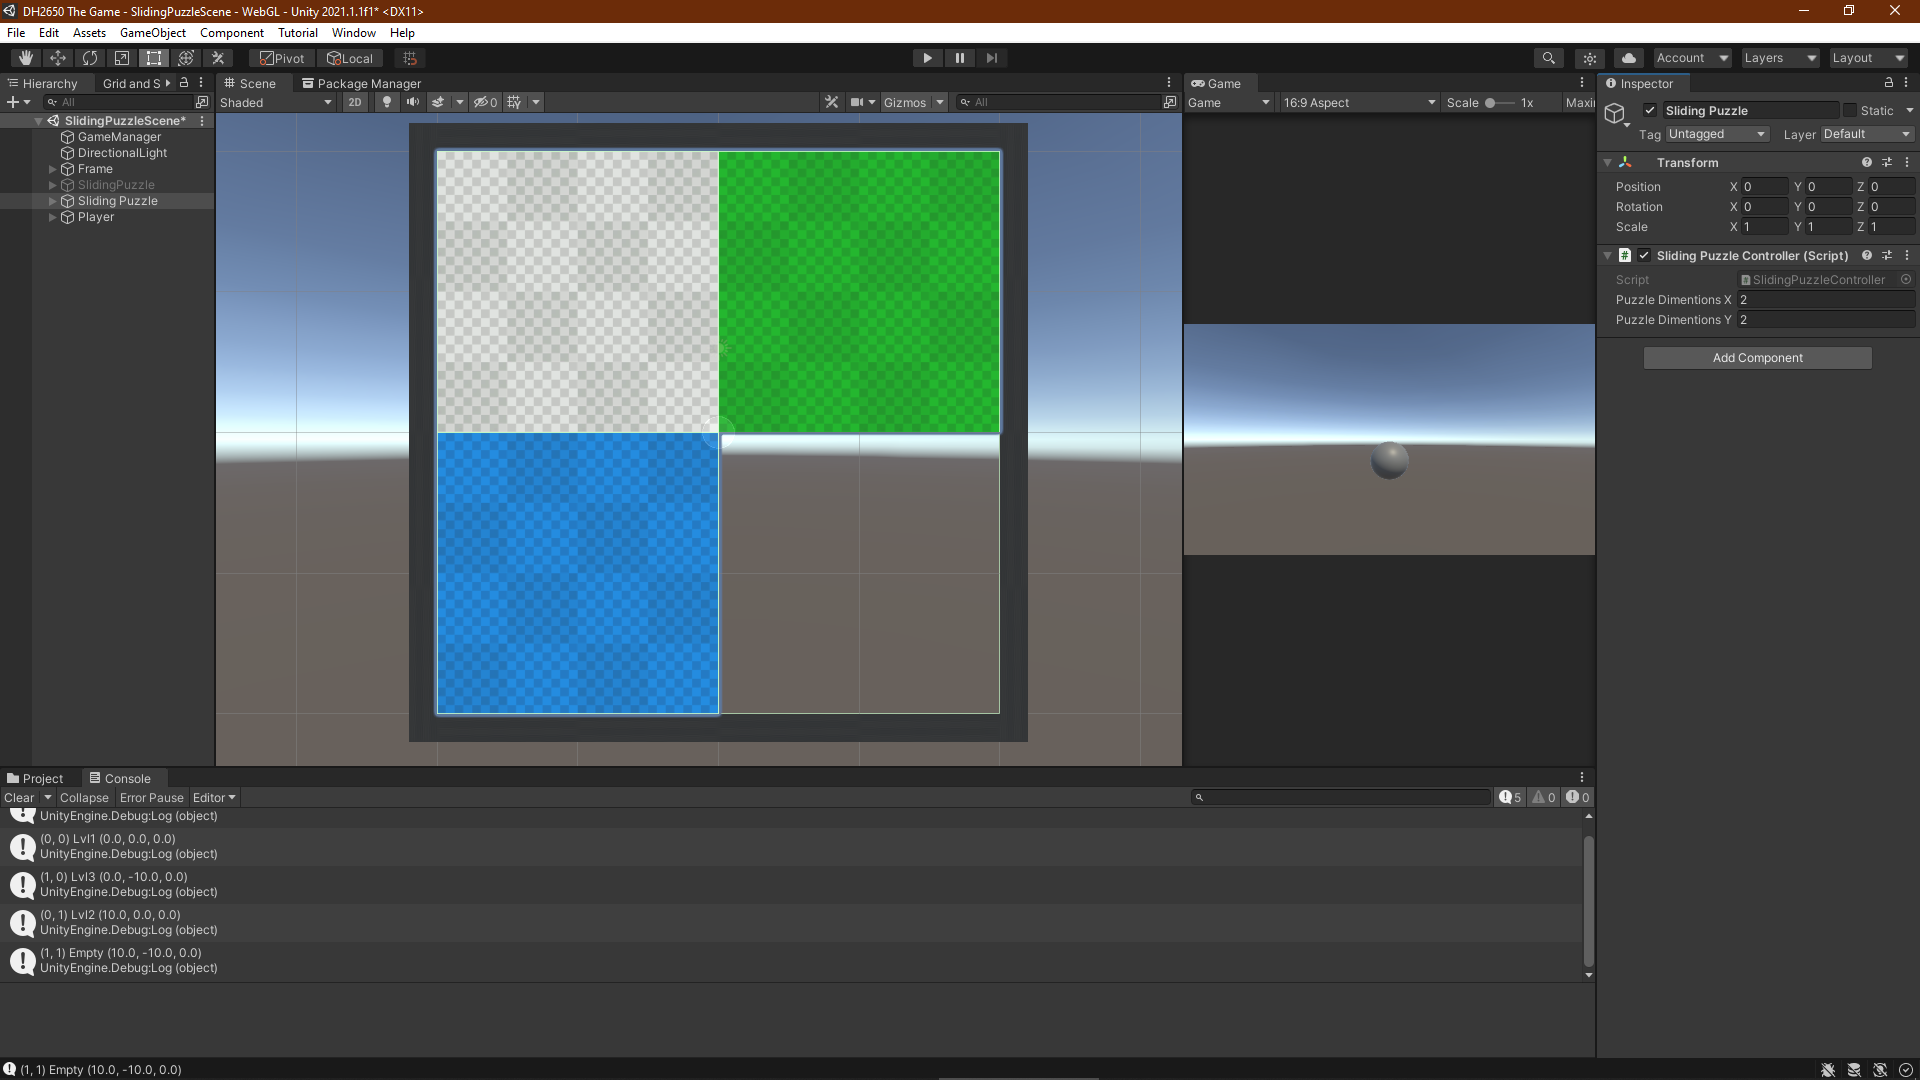 DH2650 The Game - SlidingPuzzleScene - WebGL - Unity 2021.1.1f1* <DX11>
File Edit Assets GameObject Component Tutorial Window Help
Pivot Local Account Layers Layout
Hierarchy Grid and S Scene Package Manager Game Inspector
All Shaded 2D 0 Gizmos All Game 16:9 Aspect Scale 1x Maxi
SlidingPuzzleScene*
GameManager
DirectionalLight
Frame
SlidingPuzzle
Sliding Puzzle
Player
Sliding Puzzle Static
Tag Untagged Layer Default
Transform
Position X 0 Y 0 Z 0
Rotation X 0 Y 0 Z 0
Scale X 1 Y 1 Z 1
# Sliding Puzzle Controller (Script)
Script SlidingPuzzleController
Puzzle Dimentions X 2
Puzzle Dimentions Y 2
Add Component
Project Console
Clear Collapse Error Pause Editor 5 0 0
UnityEngine.Debug:Log (object)
(0, 0) Lvl1 (0.0, 0.0, 0.0)
UnityEngine.Debug:Log (object)
(1, 0) Lvl3 (0.0, -10.0, 0.0)
UnityEngine.Debug:Log (object)
(0, 1) Lvl2 (10.0, 0.0, 0.0)
UnityEngine.Debug:Log (object)
(1, 1) Empty (10.0, -10.0, 0.0)
UnityEngine.Debug:Log (object)
(1, 1) Empty (10.0, -10.0, 0.0)